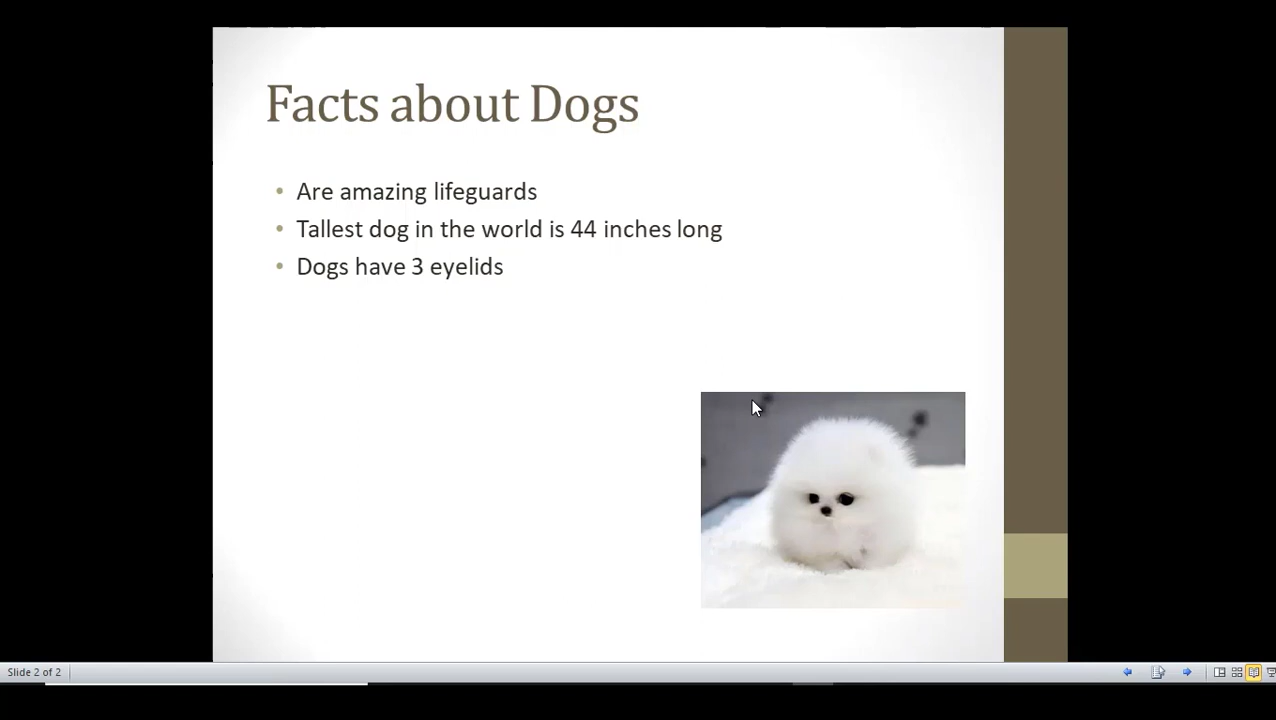 Facts about Dogs
• Are amazing lifeguards
• Tallest dog in the world is 44 inches long
• Dogs have 3 eyelids
Slide 2 of 2